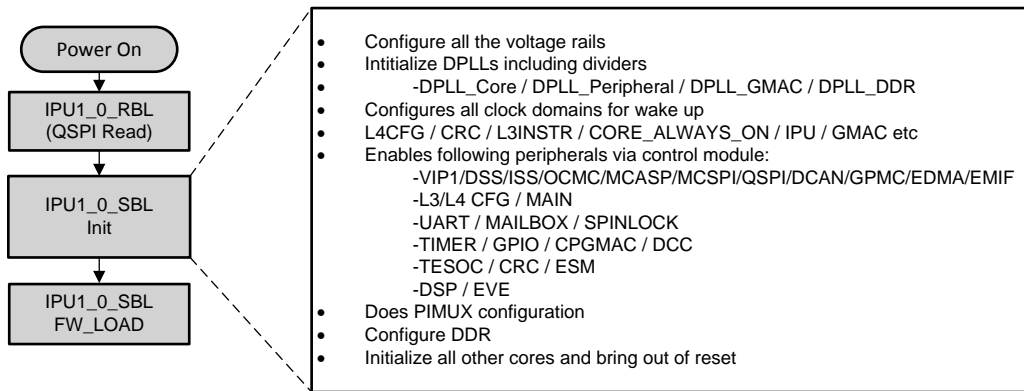 Power On
IPU1_0_RBL
(QSPI Read)
IPU1_0_SBL
Init
IPU1_0_SBL
FW_LOAD
• Configure all the voltage rails
• Intitialize DPLLs including dividers
• -DPLL_Core / DPLL_Peripheral / DPLL_GMAC / DPLL_DDR
• Configures all clock domains for wake up
• L4CFG / CRC / L3INSTR / CORE_ALWAYS_ON / IPU / GMAC etc
• Enables following peripherals via control module:
-VIP1/DSS/ISS/OCMC/MCASP/MCSPI/QSPI/DCAN/GPMC/EDMA/EMIF
-L3/L4 CFG / MAIN
-UART / MAILBOX / SPINLOCK
-TIMER / GPIO / CPGMAC / DCC
-TESOC / CRC / ESM
-DSP / EVE
• Does PIMUX configuration
• Configure DDR
• Initialize all other cores and bring out of reset